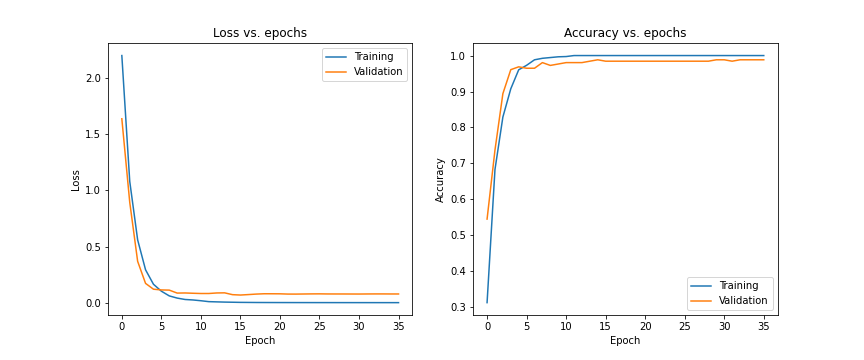 Loss vs. epochs
Training
Validation
2.0
1.5
1.0
0.5
0.0
Loss
0 5 10 15 20 25 30 35
Epoch
Accuracy vs. epochs
1.0
0.9
0.8
0.7
0.6
0.5
0.4
0.3
Accuracy
Training
Validation
0 5 10 15 20 25 30 35
Epoch